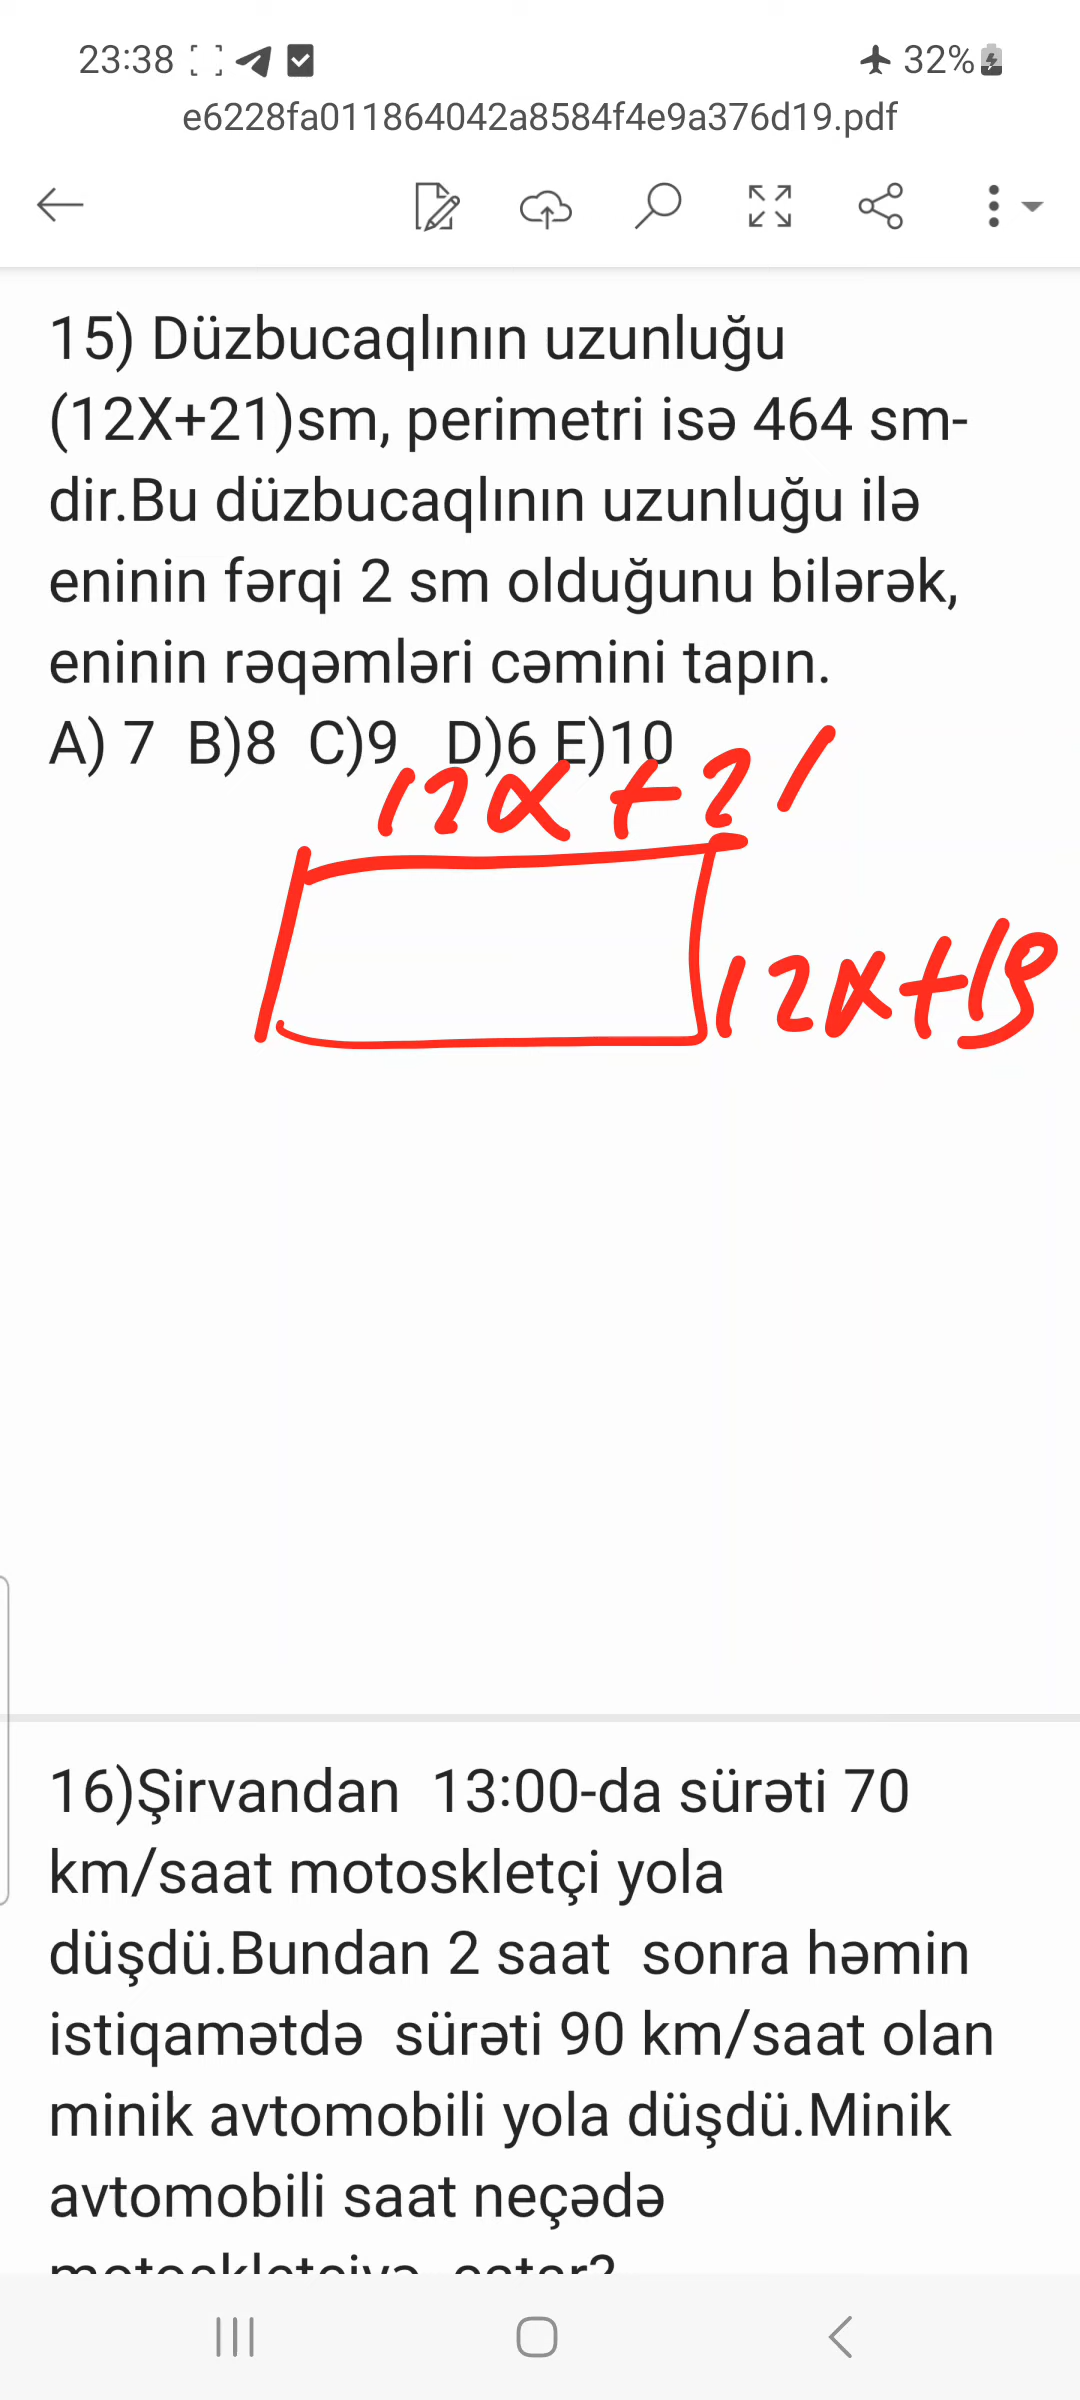 23:38
32%
e6228fa011864042a8584f4e9a376d19.pdf
15) Düzbucaqlının uzunluğu
(12X+21)sm, perimetri isə 464 sm-
dir.Bu düzbucaqlının uzunluğu ilə
eninin fərqi 2 sm olduğunu bilərək,
eninin rəqəmləri cəmini tapın.
A) 7 B)8 C)9 D)6 E)10
12x+21
12x+19
16)Şirvandan 13:00-da sürəti 70
km/saat motoskletçi yola
düşdü.Bundan 2 saat sonra həmin
istiqamətdə sürəti 90 km/saat olan
minik avtomobili yola düşdü.Minik
avtomobili saat neçədə
motoskletçiyə çatar?